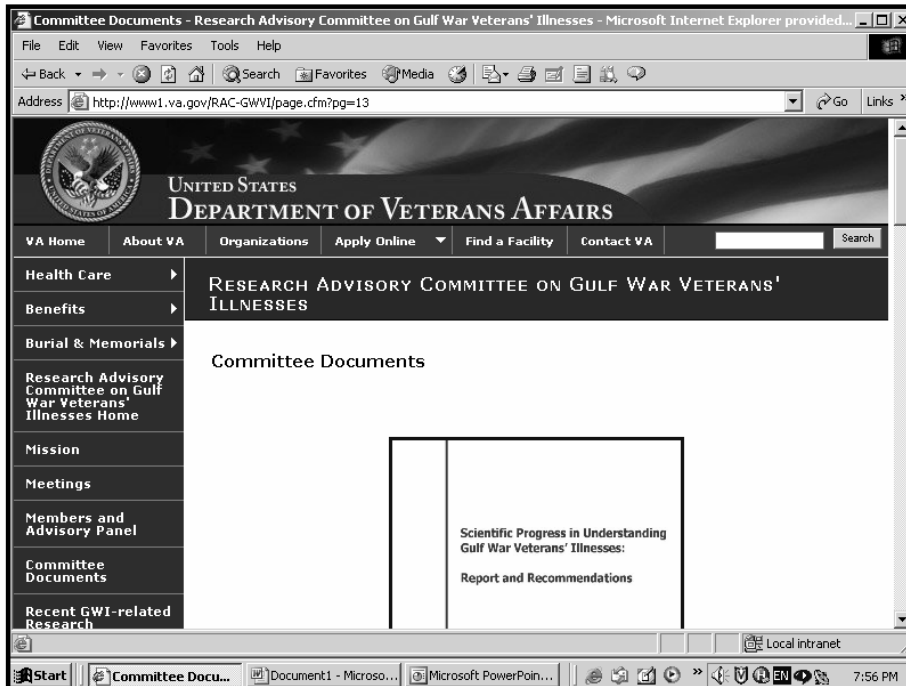 Committee Documents - Research Advisory Committee on Gulf War Veterans' Illnesses - Microsoft Internet Explorer provided...
File Edit View Favorites Tools Help
Back Search Favorites Media
Address http://www1.va.gov/RAC-GWVI/page.cfm?pg=13 Go Links »
UNITED STATES
DEPARTMENT OF VETERANS AFFAIRS
VA Home About VA Organizations Apply Online Find a Facility Contact VA Search
Health Care
Benefits
Burial & Memorials
Research Advisory
Committee on Gulf
War Veterans'
Illnesses Home
Mission
Meetings
Members and
Advisory Panel
Committee
Documents
Recent GWI-related
Research
RESEARCH ADVISORY COMMITTEE ON GULF WAR VETERANS'
ILLNESSES
Committee Documents
Scientific Progress in Understanding
Gulf War Veterans' Illnesses:
Report and Recommendations
Local intranet
Start Committee Docu... Document1 - Microso... Microsoft PowerPoin... » EN 7:56 PM